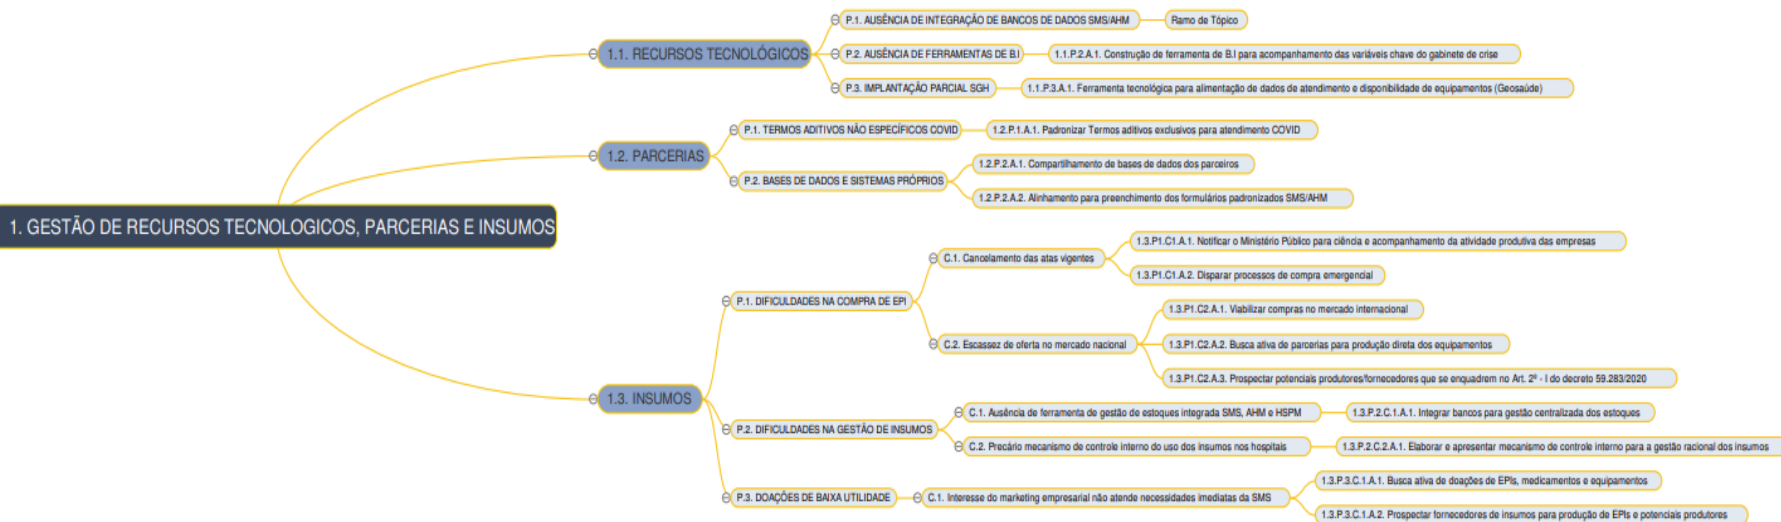 1. GESTÃO DE RECURSOS TECNOLOGICOS, PARCERIAS E INSUMOS
1.1. RECURSOS TECNOLÓGICOS
P.1. AUSÊNCIA DE INTEGRAÇÃO DE BANCOS DE DADOS SMS/AHM
Ramo de Tópico
P.2. AUSÊNCIA DE FERRAMENTAS DE B.I
1.1.P.2.A.1. Construção de ferramenta de B.I para acompanhamento das variáveis chave do gabinete de crise
P.3. IMPLANTAÇÃO PARCIAL SGH
1.1.P.3.A.1. Ferramenta tecnológica para alimentação de dados de atendimento e disponibilidade de equipamentos (Geosaúde)
1.2. PARCERIAS
P.1. TERMOS ADITIVOS NÃO ESPECÍFICOS COVID
1.2.P.1.A.1. Padronizar Termos aditivos exclusivos para atendimento COVID
P.2. BASES DE DADOS E SISTEMAS PRÓPRIOS
1.2.P.2.A.1. Compartilhamento de bases de dados dos parceiros
1.2.P.2.A.2. Alinhamento para preenchimento dos formulários padronizados SMS/AHM
1.3. INSUMOS
P.1. DIFICULDADES NA COMPRA DE EPI
C.1. Cancelamento das atas vigentes
1.3.P1.C1.A.1. Notificar o Ministério Público para ciência e acompanhamento da atividade produtiva das empresas
1.3.P1.C1.A.2. Disparar processos de compra emergencial
C.2. Escassez de oferta no mercado nacional
1.3.P1.C2.A.1. Viabilizar compras no mercado internacional
1.3.P1.C2.A.2. Busca ativa de parcerias para produção direta dos equipamentos
1.3.P1.C2.A.3. Prospectar potenciais produtores/fornecedores que se enquadrem no Art. 2º - I do decreto 59.283/2020
P.2. DIFICULDADES NA GESTÃO DE INSUMOS
C.1. Ausência de ferramenta de gestão de estoques integrada SMS, AHM e HSPM
1.3.P.2.C.1.A.1. Integrar bancos para gestão centralizada dos estoques
C.2. Precário mecanismo de controle interno do uso dos insumos nos hospitais
1.3.P.2.C.2.A.1. Elaborar e apresentar mecanismo de controle interno para a gestão racional dos insumos
P.3. DOAÇÕES DE BAIXA UTILIDADE
C.1. Interesse do marketing empresarial não atende necessidades imediatas da SMS
1.3.P.3.C.1.A.1. Busca ativa de doações de EPIs, medicamentos e equipamentos
1.3.P.3.C.1.A.2. Prospectar fornecedores de insumos para produção de EPIs e potenciais produtores